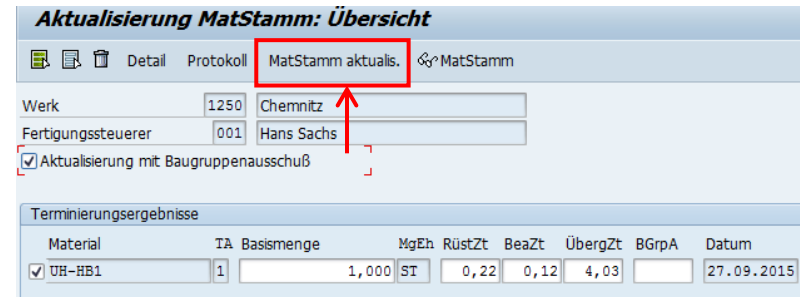 Aktualisierung MatStamm: Übersicht
Detail Protokoll MatStamm aktualis. MatStamm
Werk 1250 Chemnitz
Fertigungssteuerer 001 Hans Sachs
Aktualisierung mit Baugruppenausschuß
Terminierungsergebnisse
Material TA Basismenge MgEh RüstZt BeaZt ÜbergZt BGrpA Datum
UH-HB1 1 1,000 ST 0,22 0,12 4,03 27.09.2015